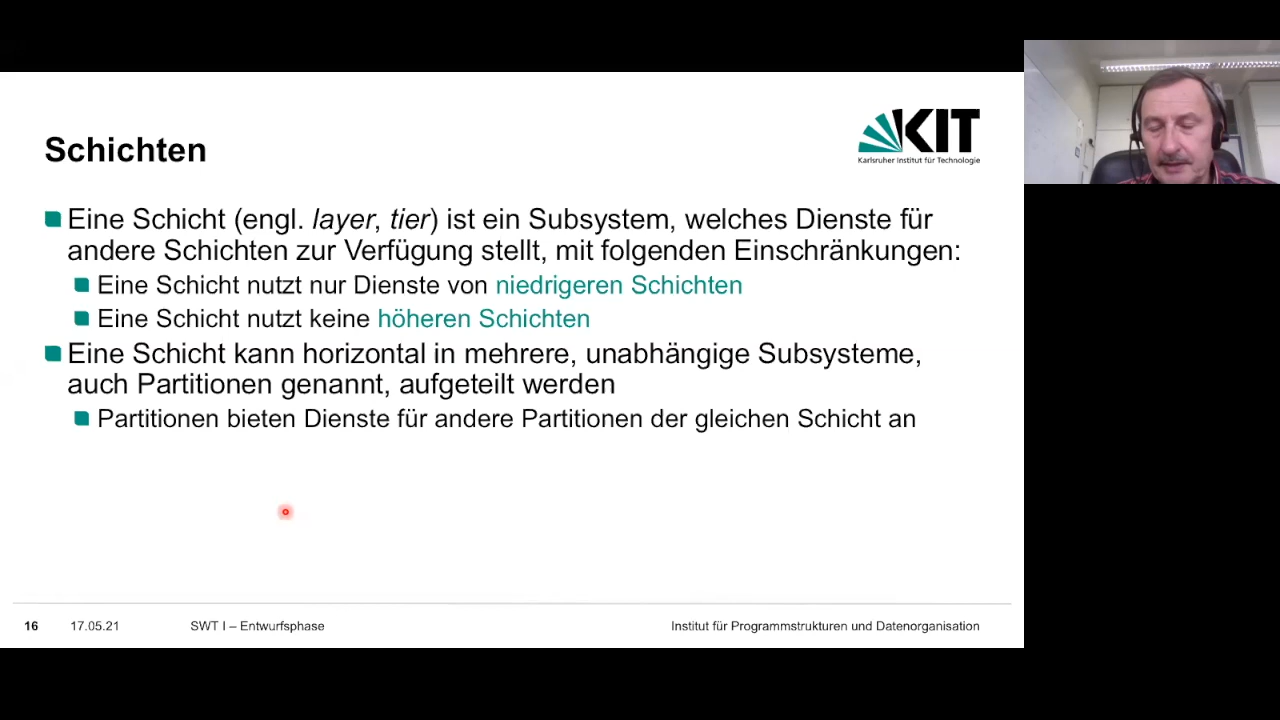 KIT
Karlsruher Institut für Technologie
Schichten
Eine Schicht (engl. layer, tier) ist ein Subsystem, welches Dienste für
andere Schichten zur Verfügung stellt, mit folgenden Einschränkungen:
Eine Schicht nutzt nur Dienste von niedrigeren Schichten
Eine Schicht nutzt keine höheren Schichten
Eine Schicht kann horizontal in mehrere, unabhängige Subsysteme,
auch Partitionen genannt, aufgeteilt werden
Partitionen bieten Dienste für andere Partitionen der gleichen Schicht an
16 17.05.21 SWT I – Entwurfsphase Institut für Programmstrukturen und Datenorganisation